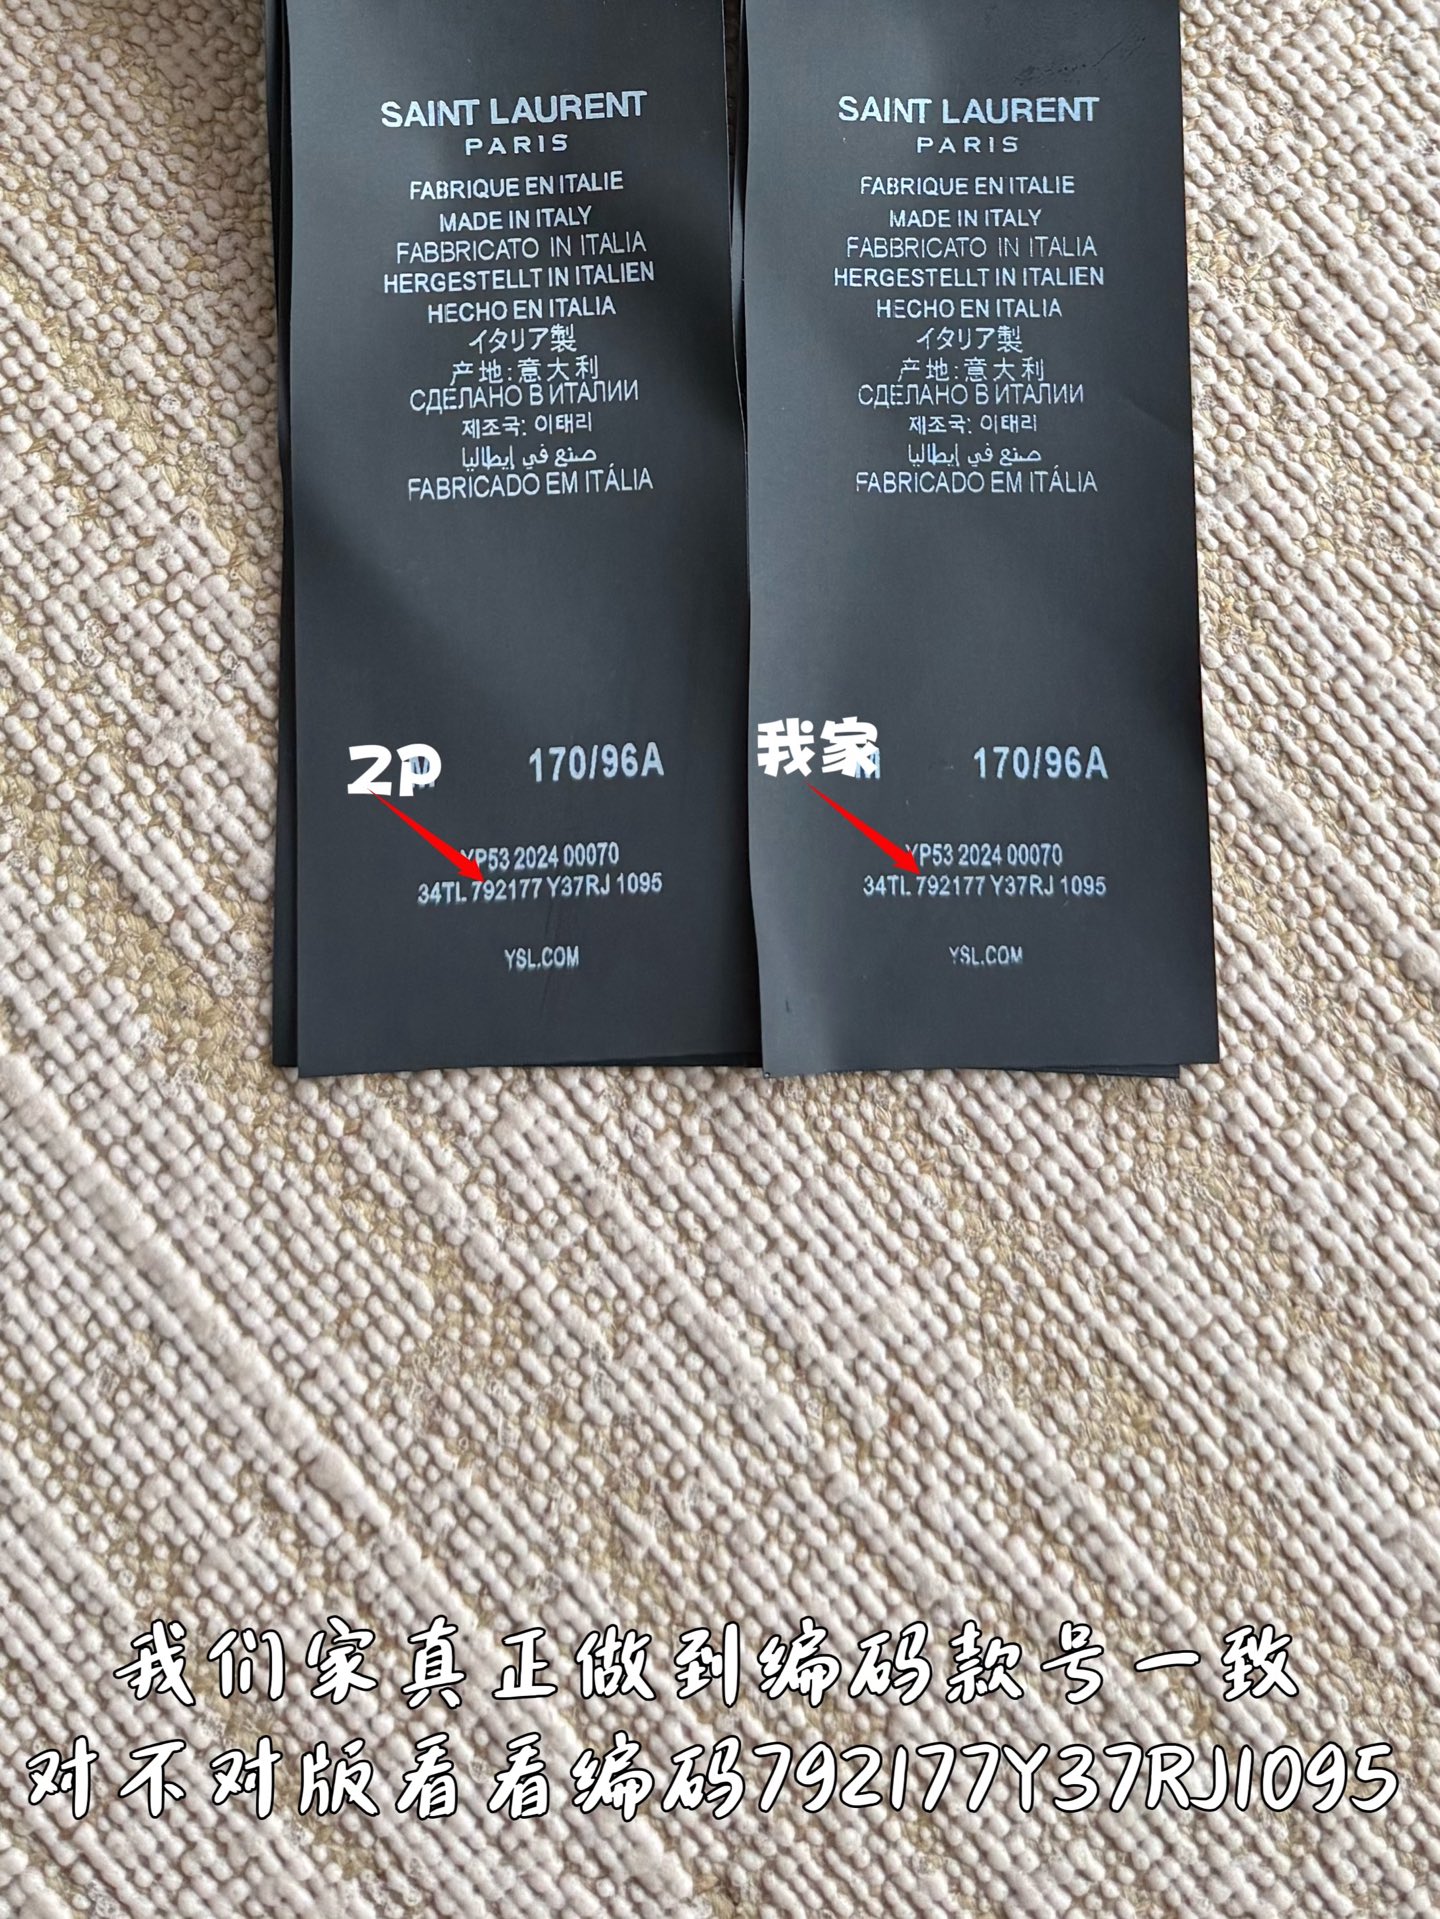 SAINT LAURENT
PARIS
FABRIQUE EN ITALIE
MADE IN ITALY
FABBRICATO IN ITALIA
HERGESTELLT IN ITALIEN
HECHO EN ITALIA
イタリア製
产地:意大利
СДЕЛАНО В ИТАЛИИ
제조국: 이태리
صنع في إيطاليا
FABRICADO EM ITÁLIA
2P
M 170/96A
YP53 2024 00070
34TL 792177 Y37RJ 1095
YSL.COM
SAINT LAURENT
PARIS
FABRIQUE EN ITALIE
MADE IN ITALY
FABBRICATO IN ITALIA
HERGESTELLT IN ITALIEN
HECHO EN ITALIA
イタリア製
产地:意大利
СДЕЛАНО В ИТАЛИИ
제조국: 이태리
صنع في إيطاليا
FABRICADO EM ITÁLIA
我家
M 170/96A
YP53 2024 00070
34TL 792177 Y37RJ 1095
YSL.COM
我们家真正做到编码款号一致
对不对版看看编码792177Y37RJ1095